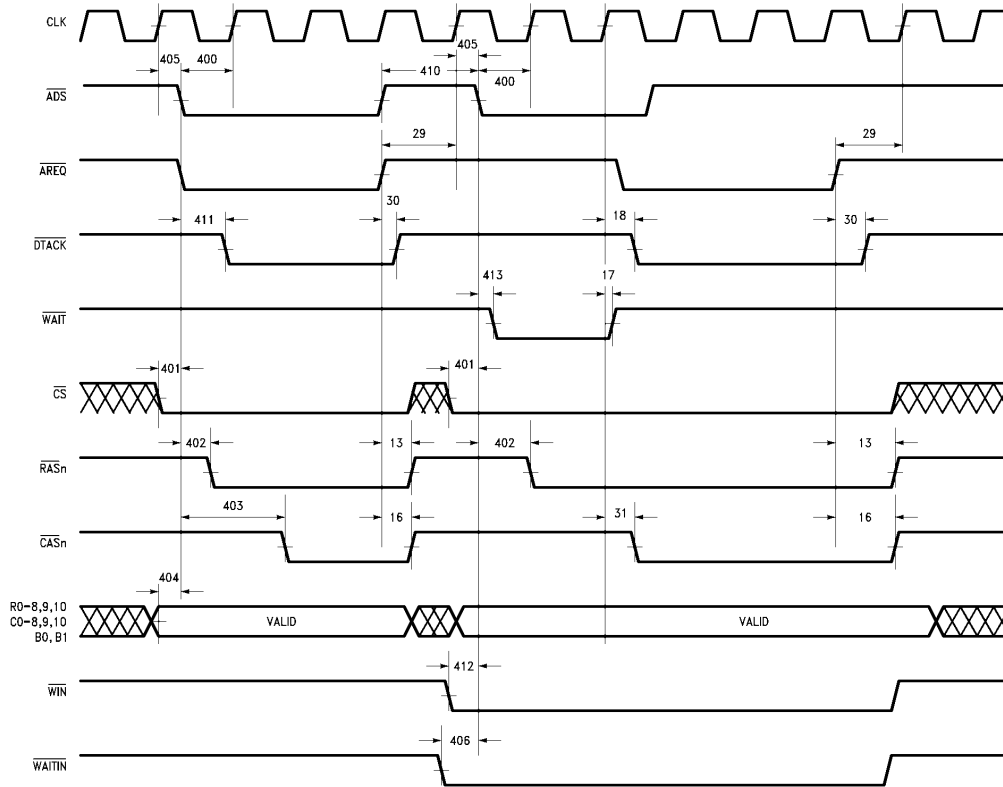 CLK
405
405 400
410
400
ADS
29
29
AREQ
30
411
18
30
DTACK
413
17
WAIT
401
401
CS
402
13
402
13
RASn
403
16
31
16
CASn
404
R0-8,9,10
C0-8,9,10
B0, B1
VALID
VALID
412
WIN
406
WAITIN